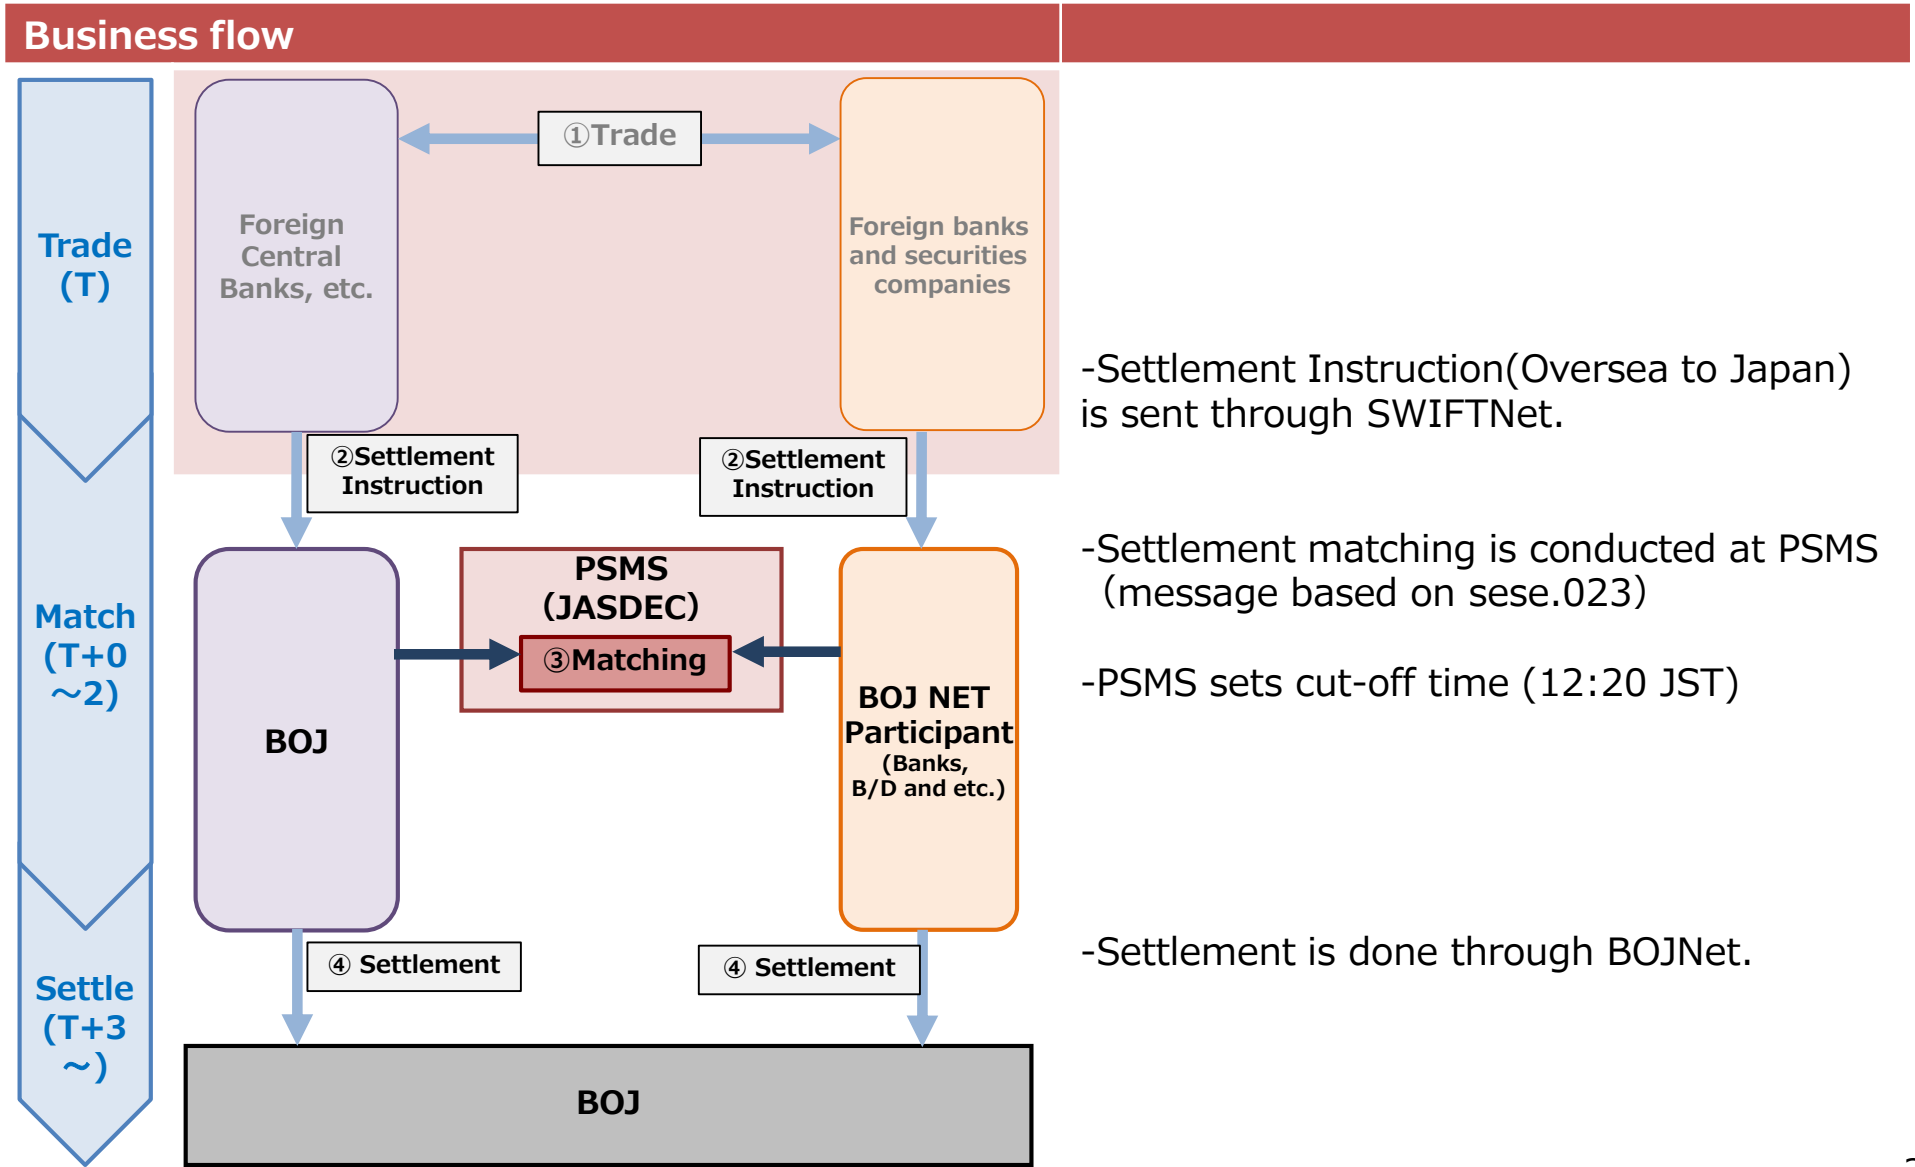 Business flow
Trade
(T)
①Trade
Foreign
Central
Banks, etc.
Foreign banks
and securities
companies
-Settlement Instruction(Oversea to Japan)
is sent through SWIFTNet.
②Settlement
Instruction
②Settlement
Instruction
Match
(T+0
～2)
BOJ
PSMS
(JASDEC)
③Matching
BOJ NET
Participant
(Banks,
B/D and etc.)
-Settlement matching is conducted at PSMS
（message based on sese.023）
-PSMS sets cut-off time (12:20 JST)
Settle
(T+3
～)
④ Settlement
④ Settlement
-Settlement is done through BOJNet.
BOJ